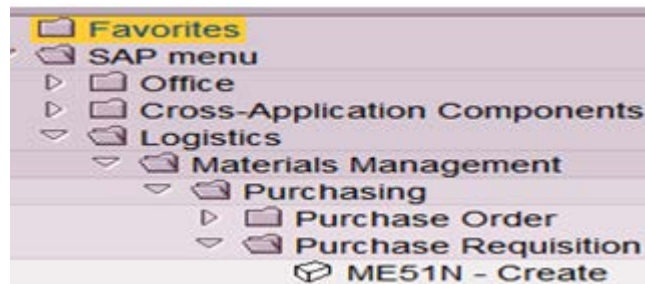 Favorites
SAP menu
Office
Cross-Application Components
Logistics
Materials Management
Purchasing
Purchase Order
Purchase Requisition
ME51N - Create